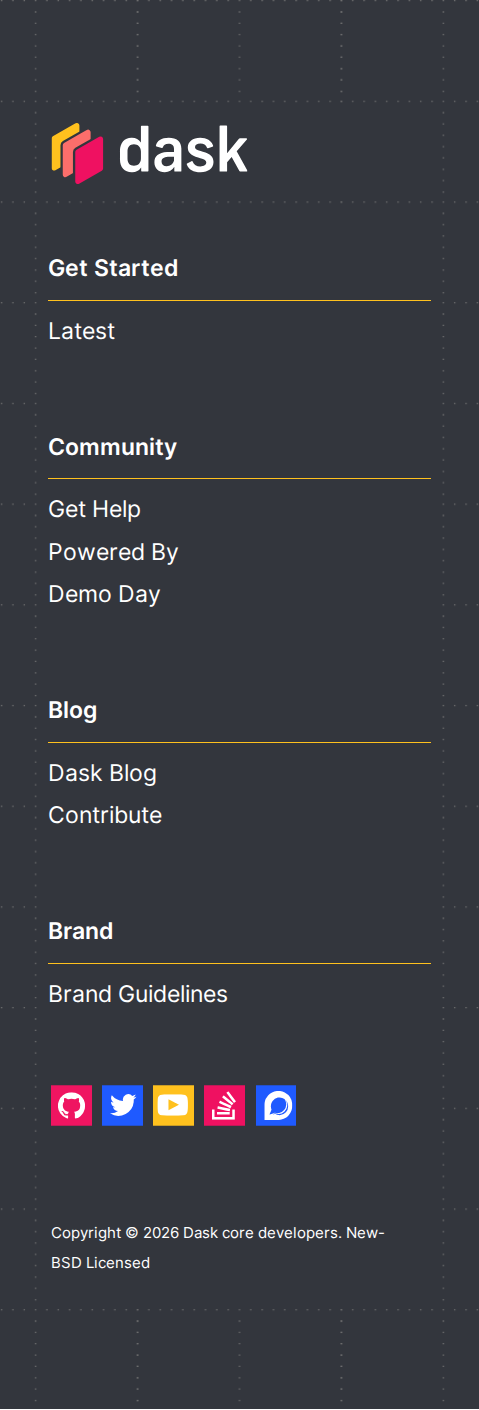 dask
Get Started
Latest
Community
Get Help
Powered By
Demo Day
Blog
Dask Blog
Contribute
Brand
Brand Guidelines
Copyright © 2026 Dask core developers. New-
BSD Licensed